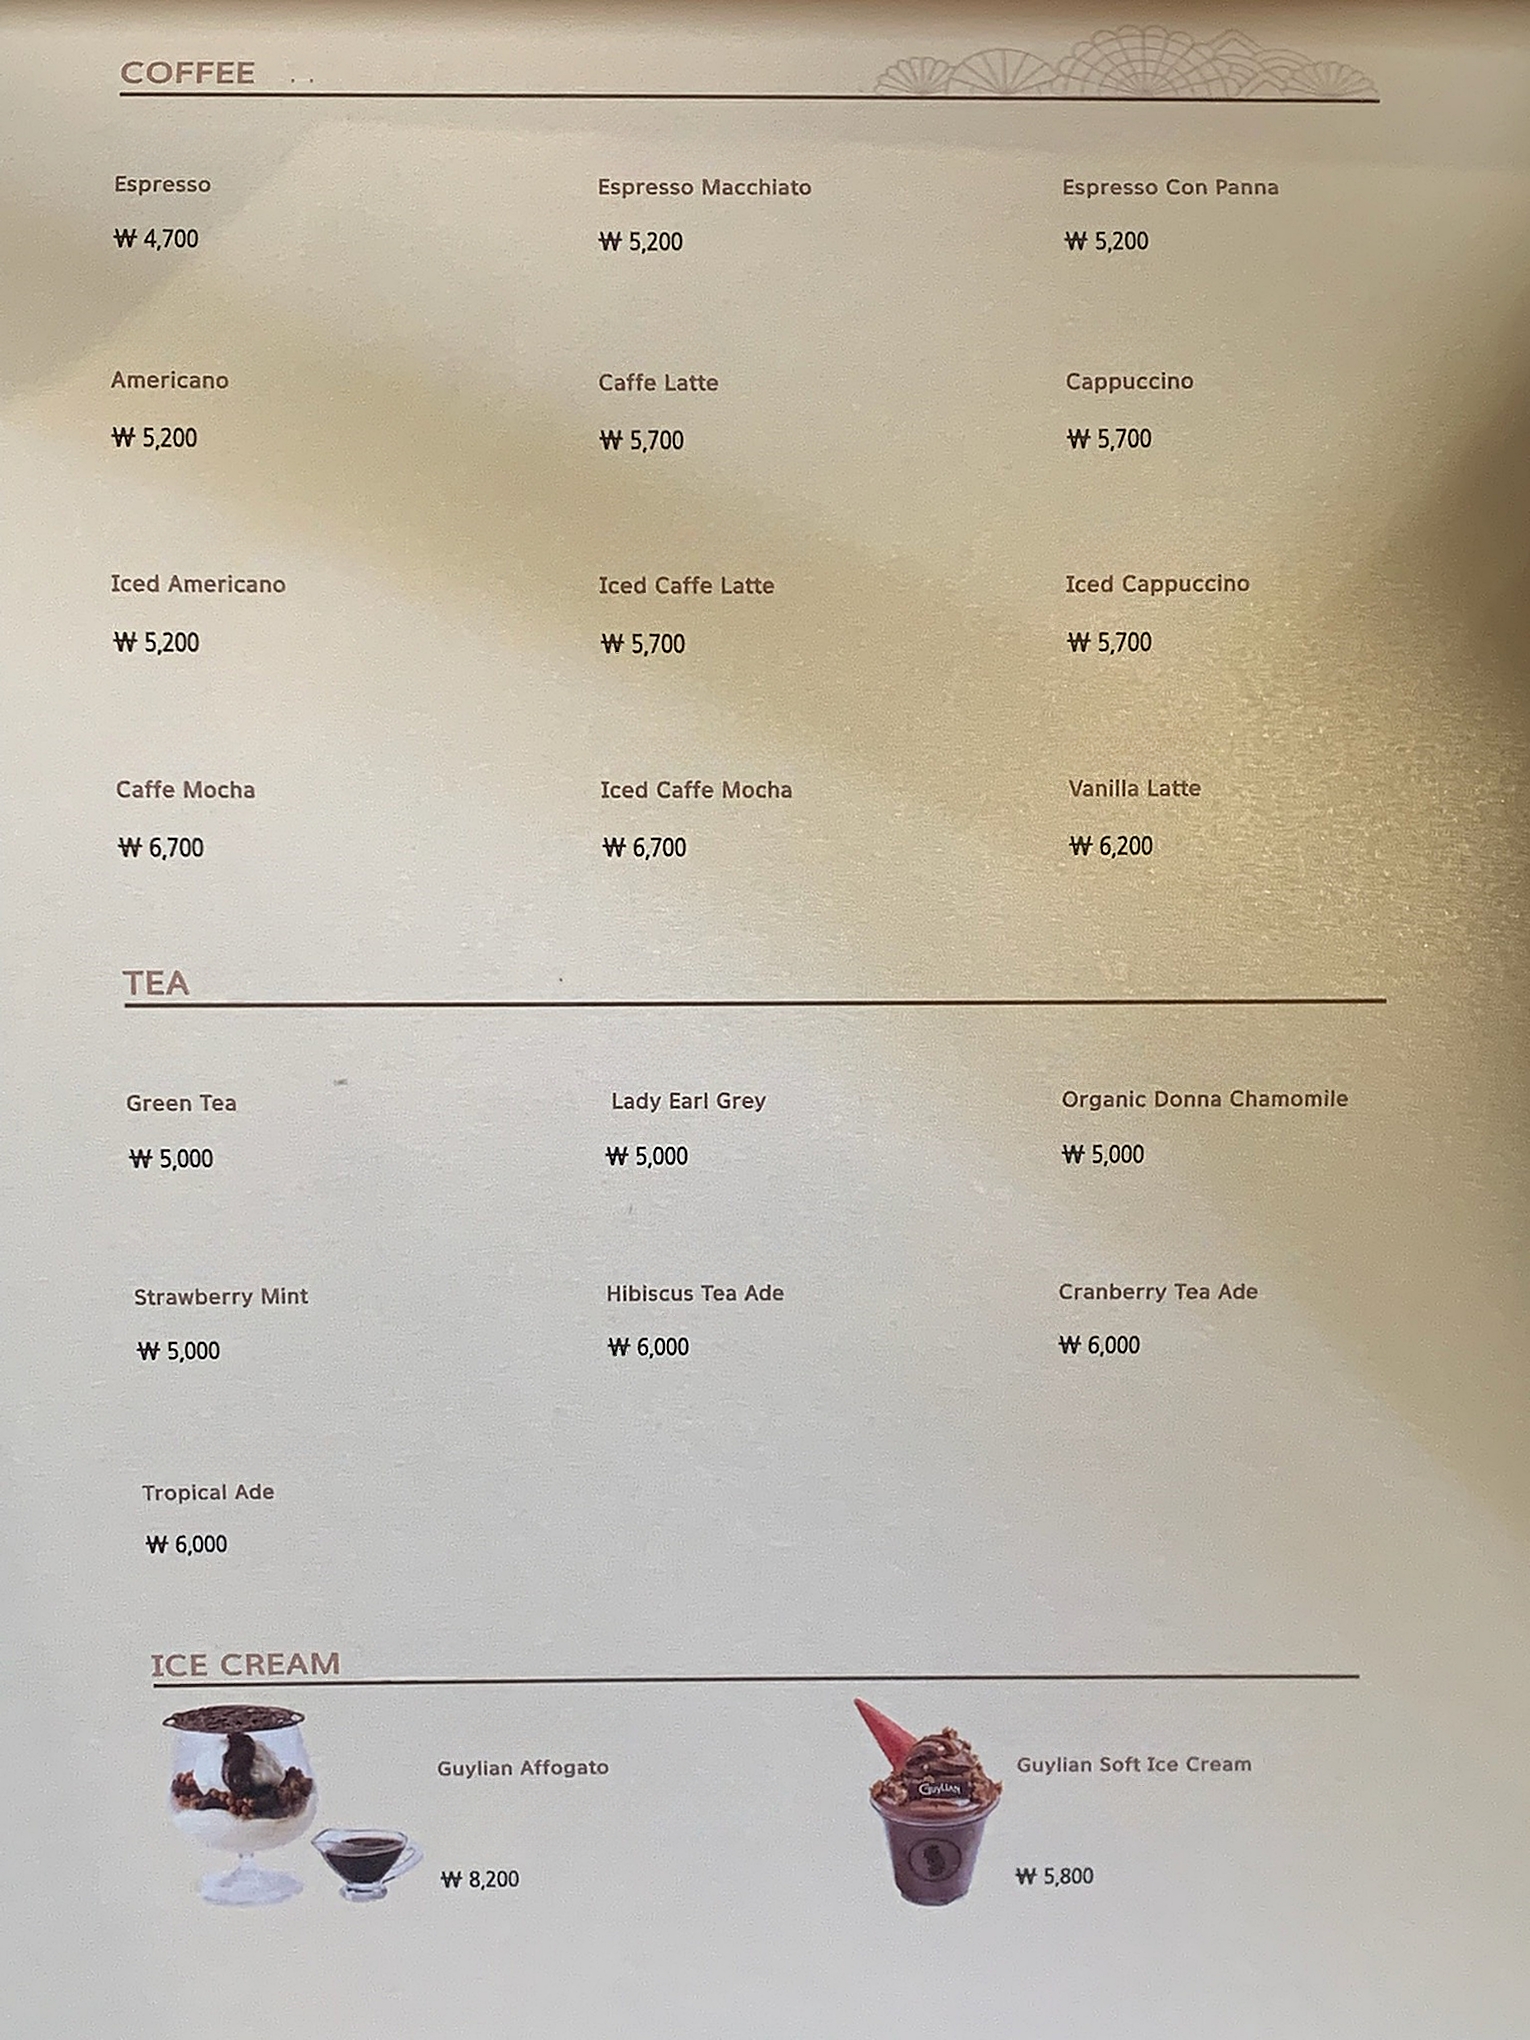 COFFEE
Espresso Espresso Macchiato Espresso Con Panna
₩ 4,700 ₩ 5,200 ₩ 5,200
Americano Caffe Latte Cappuccino
₩ 5,200 ₩ 5,700 ₩ 5,700
Iced Americano Iced Caffe Latte Iced Cappuccino
₩ 5,200 ₩ 5,700 ₩ 5,700
Caffe Mocha Iced Caffe Mocha Vanilla Latte
₩ 6,700 ₩ 6,700 ₩ 6,200
TEA
Green Tea Lady Earl Grey Organic Donna Chamomile
₩ 5,000 ₩ 5,000 ₩ 5,000
Strawberry Mint Hibiscus Tea Ade Cranberry Tea Ade
₩ 5,000 ₩ 6,000 ₩ 6,000
Tropical Ade
₩ 6,000
ICE CREAM
Guylian Affogato Guylian Soft Ice Cream
GUYLIAN
₩ 8,200 ₩ 5,800